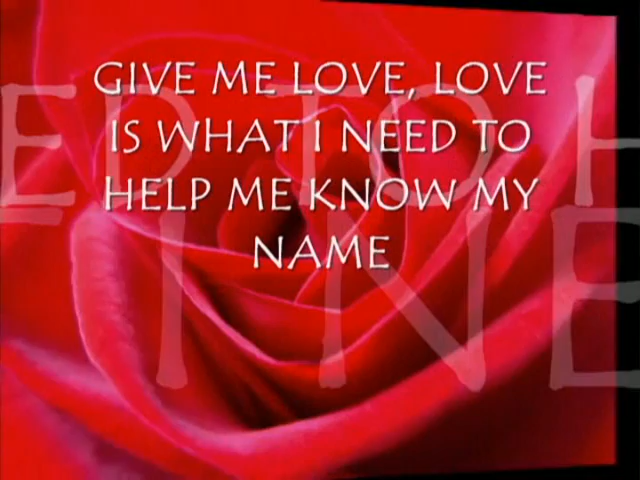 GIVE ME LOVE, LOVE
IS WHAT I NEED TO
HELP ME KNOW MY
NAME